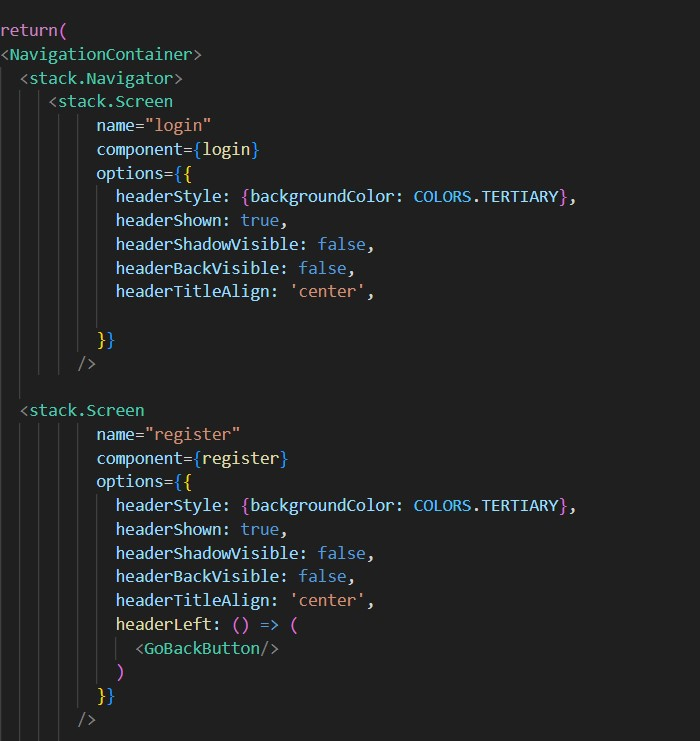 return(
<NavigationContainer>
<stack.Navigator>
<stack.Screen
name="login"
component={login}
options={{
headerStyle: {backgroundColor: COLORS.TERTIARY},
headerShown: true,
headerShadowVisible: false,
headerBackVisible: false,
headerTitleAlign: 'center',
}}
/>
<stack.Screen
name="register"
component={register}
options={{
headerStyle: {backgroundColor: COLORS.TERTIARY},
headerShown: true,
headerShadowVisible: false,
headerBackVisible: false,
headerTitleAlign: 'center',
headerLeft: () => (
<GoBackButton/>
)
}}
/>